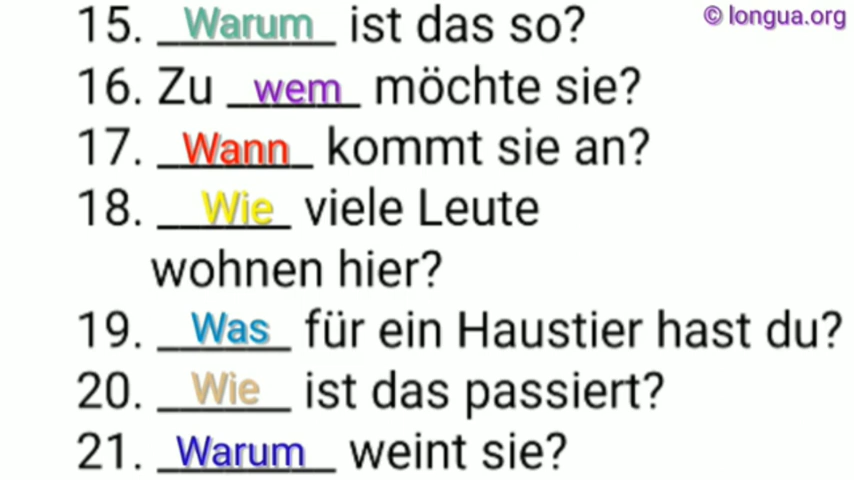 © longua.org
15. Warum ist das so?
16. Zu wem möchte sie?
17. Wann kommt sie an?
18. Wie viele Leute
wohnen hier?
19. Was für ein Haustier hast du?
20. Wie ist das passiert?
21. Warum weint sie?